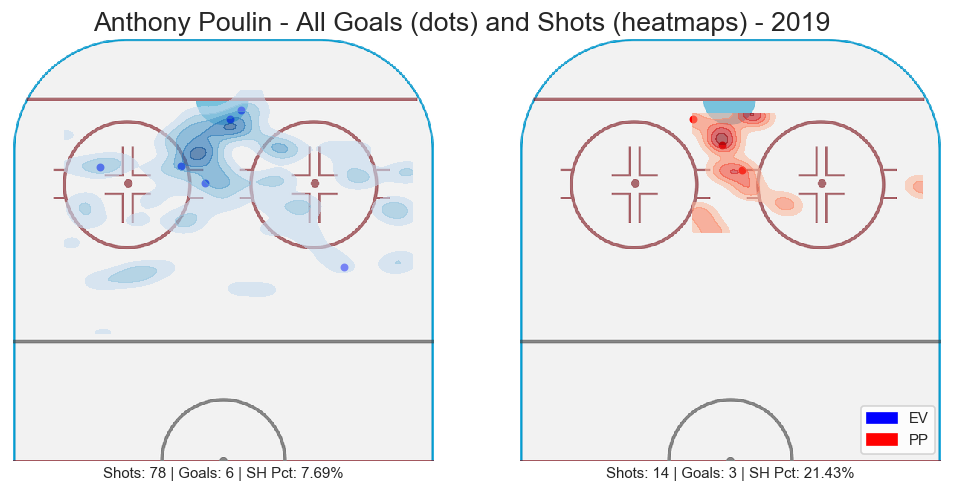 Anthony Poulin - All Goals (dots) and Shots (heatmaps) - 2019
EV
PP
Shots: 78 | Goals: 6 | SH Pct: 7.69%
Shots: 14 | Goals: 3 | SH Pct: 21.43%